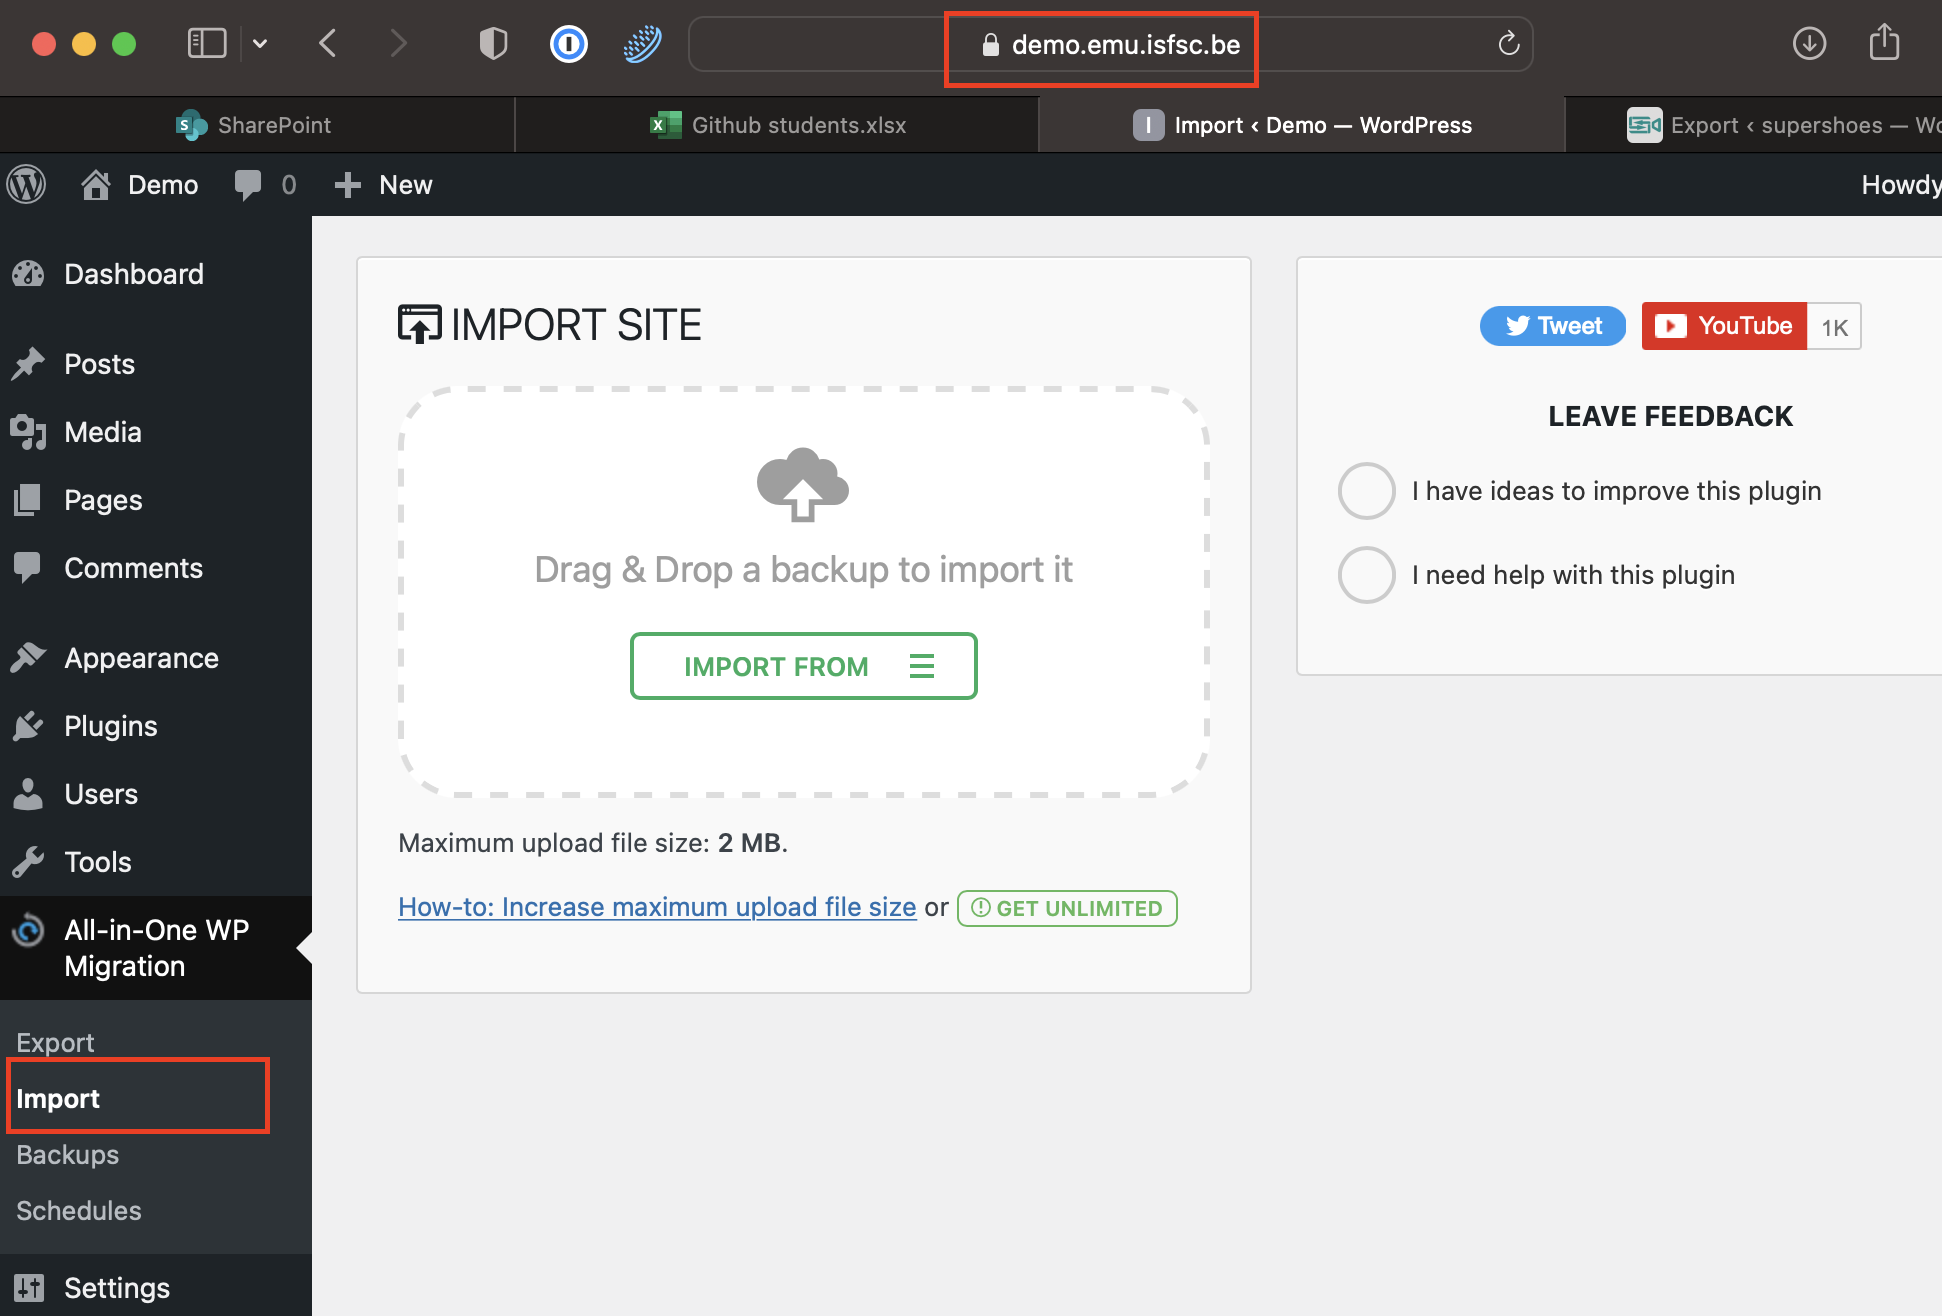 demo.emu.isfsc.be
SharePoint
Github students.xlsx
Import ‹ Demo — WordPress
Export ‹ supershoes — Wo
Demo
0
New
Howdy
Dashboard
Posts
Media
Pages
Comments
Appearance
Plugins
Users
Tools
All-in-One WP
Migration
Export
Import
Backups
Schedules
Settings
IMPORT SITE
Drag & Drop a backup to import it
IMPORT FROM
Maximum upload file size: 2 MB.
How-to: Increase maximum upload file size or GET UNLIMITED
Tweet
YouTube 1K
LEAVE FEEDBACK
I have ideas to improve this plugin
I need help with this plugin